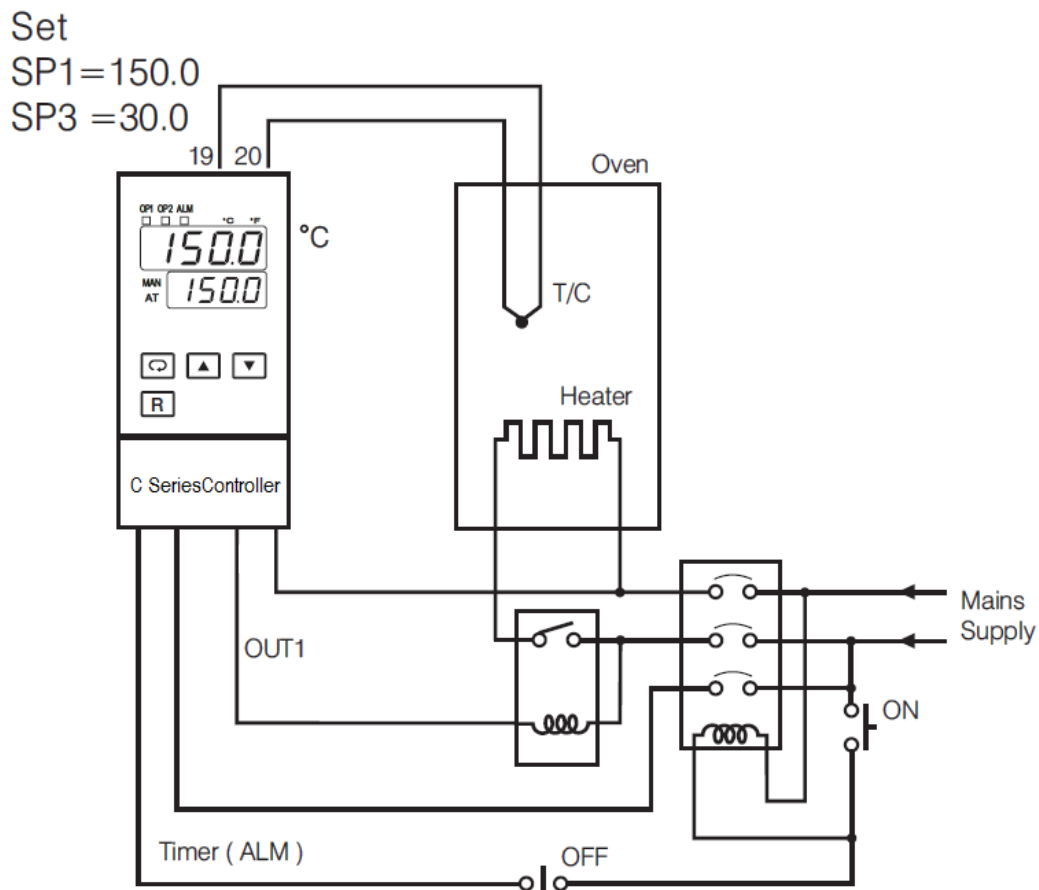 Set
SP1=150.0
SP3 =30.0
19 20
Oven
OP1 OP2 ALM
°C °F
150.0
°C
MAN
AT
150.0
T/C
R
Heater
C SeriesController
Mains
Supply
OUT1
ON
Timer ( ALM )
OFF